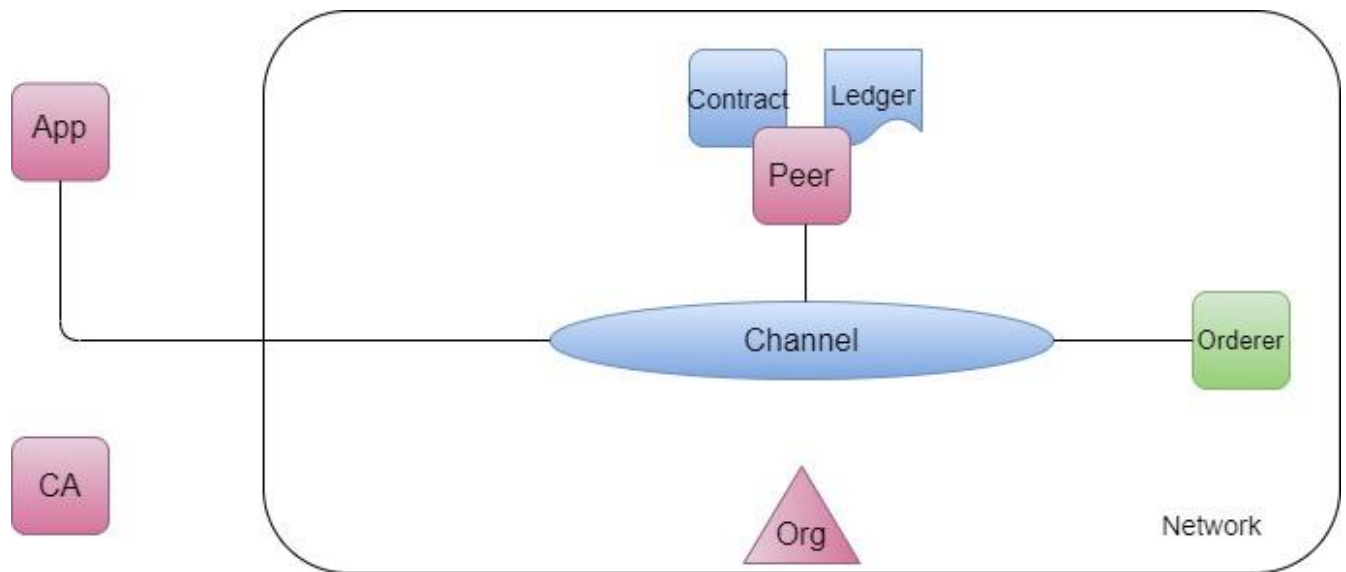 App
Contract
Ledger
Peer
Channel
Orderer
CA
Org
Network